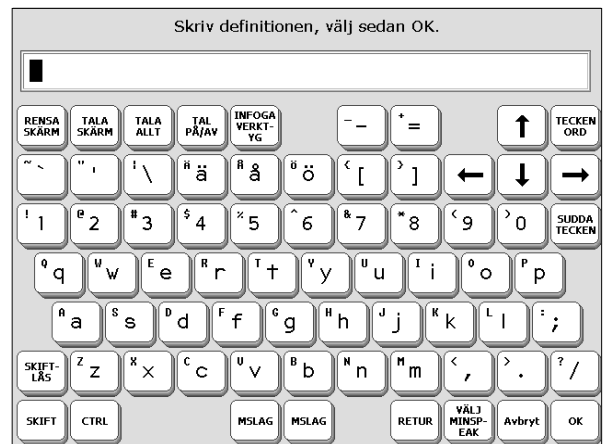 Skriv definitionen, välj sedan OK.
RENSA SKÄRM TALA SKÄRM TALA ALLT TAL PÅ/AV INFOGA VERKT-YG ¯ - + = ↑ TECKEN ORD
~ ` " ' ¦ \ Ä ä Å å Ö ö { [ } ] ← ↓ →
! 1 @ 2 # 3 $ 4 % 5 ^ 6 & 7 * 8 ( 9 ) 0 SUDDA TECKEN
Q q W w E e R r T t Y y U u I i O o P p
A a S s D d F f G g H h J j K k L l : ;
SKIFT-LÅS Z z X x C c V v B b N n M m < , > . ? /
SKIFT CTRL MSLAG MSLAG RETUR VÄLJ MINSP-EAK Avbryt OK